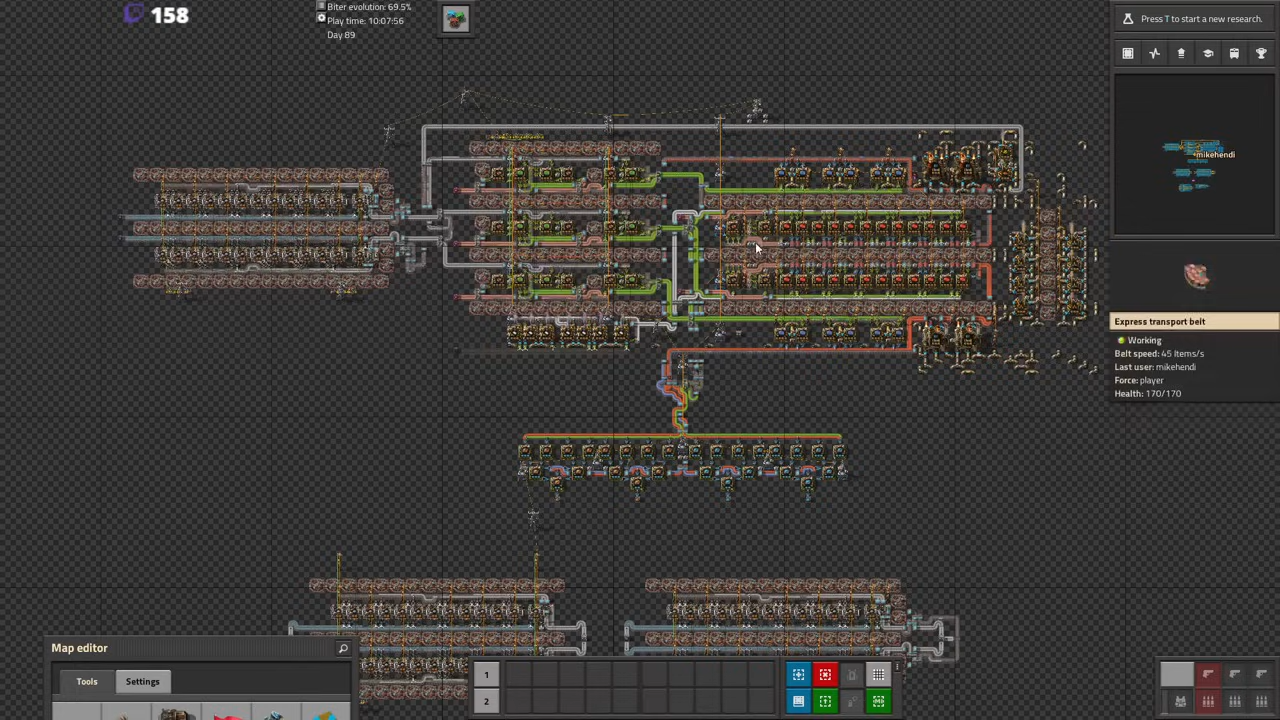 158
Biter evolution: 69.5%
Play time: 10:07:56
Day 89
Press T to start a new research.
mikehendi
Express transport belt
Working
Belt speed: 45 Items/s
Last user: mikehendi
Force: player
Health: 170/170
Map editor
Tools
Settings
1
2